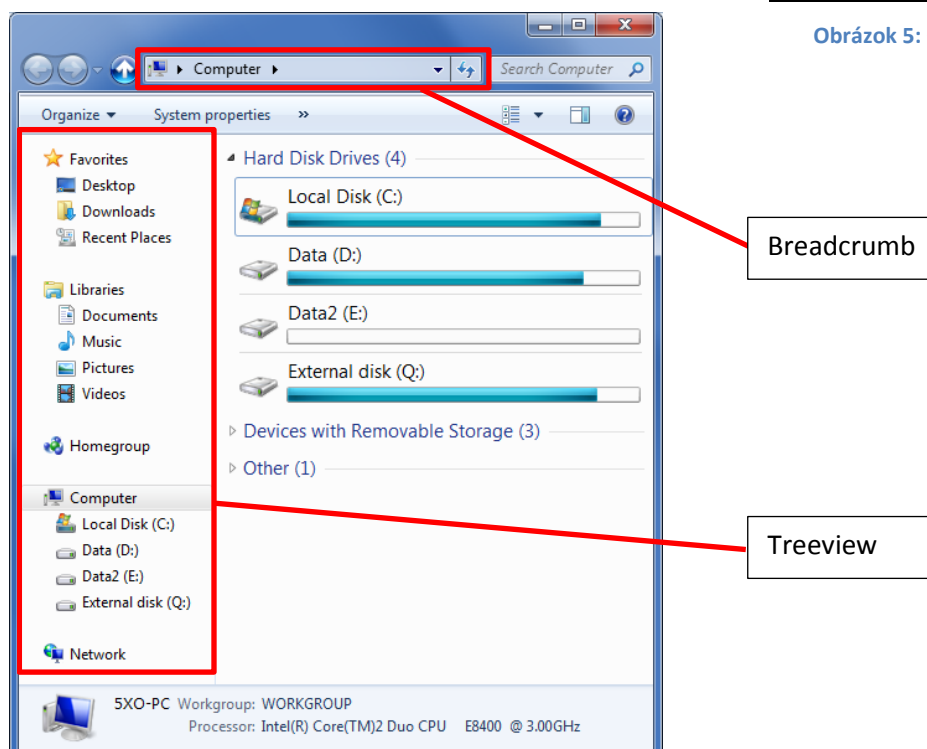 Obrázok 5:
Computer
Search Computer
Organize
System properties
»
Favorites
Desktop
Downloads
Recent Places
Libraries
Documents
Music
Pictures
Videos
Homegroup
Computer
Local Disk (C:)
Data (D:)
Data2 (E:)
External disk (Q:)
Network
Hard Disk Drives (4)
Local Disk (C:)
Data (D:)
Data2 (E:)
External disk (Q:)
Devices with Removable Storage (3)
Other (1)
Breadcrumb
Treeview
5XO-PC Workgroup: WORKGROUP
Processor: Intel(R) Core(TM)2 Duo CPU E8400 @ 3.00GHz